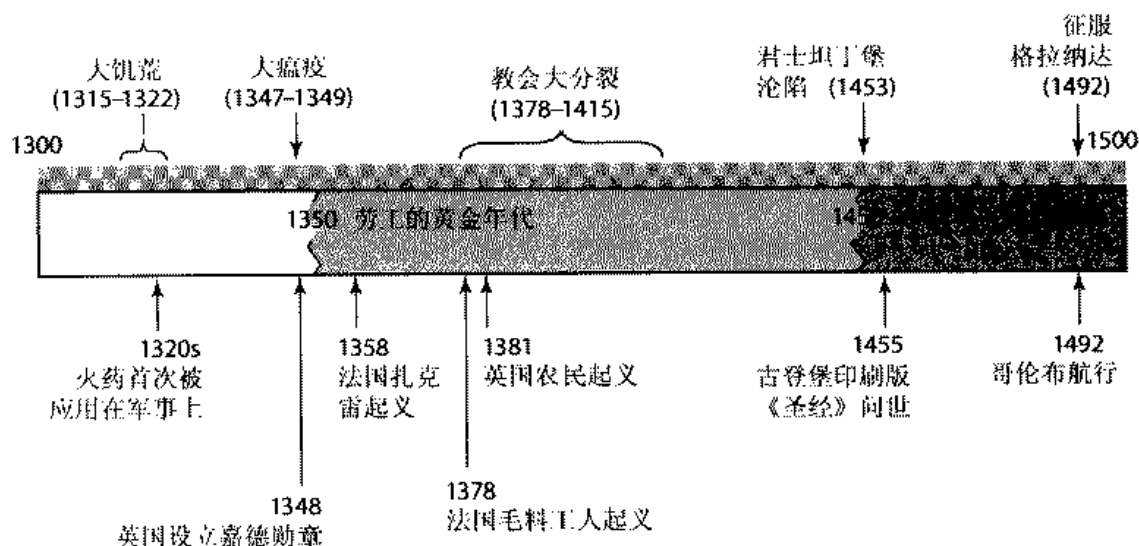 大饥荒
(1315–1322)
大瘟疫
(1347–1349)
教会大分裂
(1378–1415)
君士坦丁堡
沦陷 (1453)
征服
格拉纳达
(1492)
1300
1500
1350 劳工的黄金年代
1320s
火药首次被
应用在军事上
1348
英国设立嘉德勋章
1358
法国扎克
雷起义
1378
法国毛料工人起义
1381
英国农民起义
1455
古登堡印刷版
《圣经》问世
1492
哥伦布航行